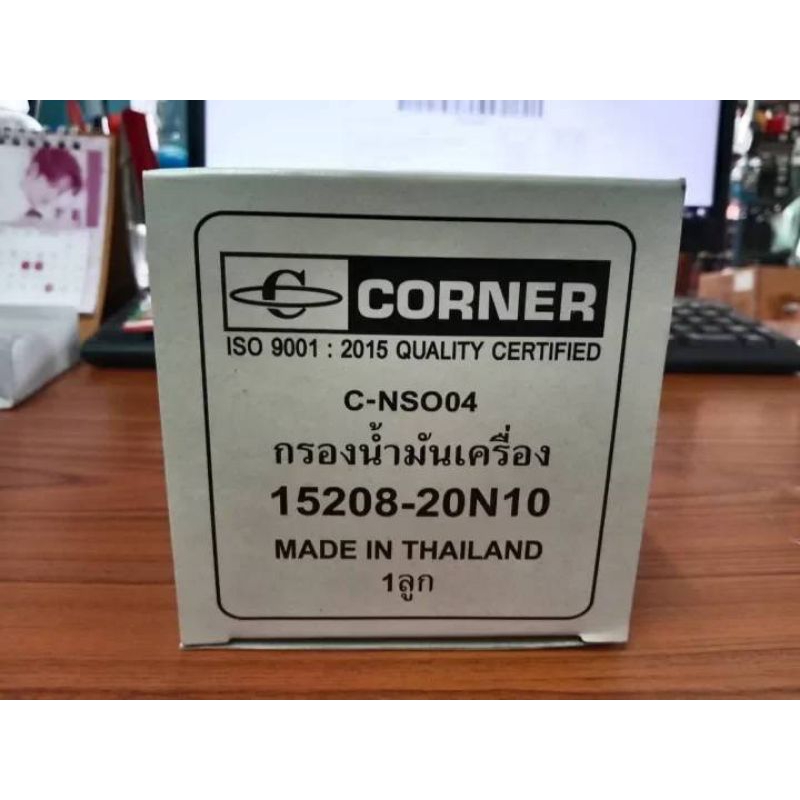 C CORNER
ISO 9001 : 2015 QUALITY CERTIFIED
C-NSO04
กรองน้ำมันเครื่อง
15208-20N10
MADE IN THAILAND
1ลูก